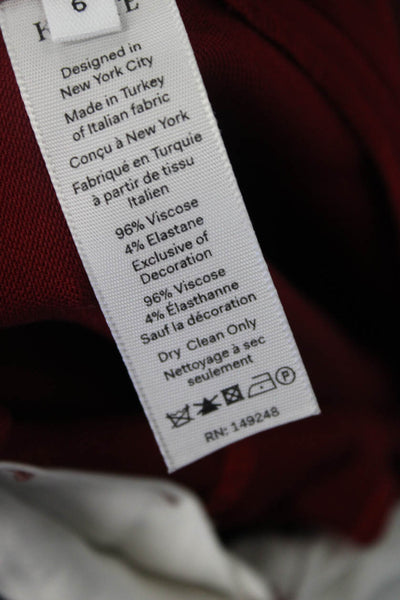 6
Designed in
New York City
Made in Turkey
of Italian fabric
Conçu à New York
Fabriqué en Turquie
à partir de tissu
Italien
96% Viscose
4% Elastane
Exclusive of
Decoration
96% Viscose
4% Élasthanne
Sauf la décoration
Dry Clean Only
Nettoyage à sec
seulement
P
RN: 149248